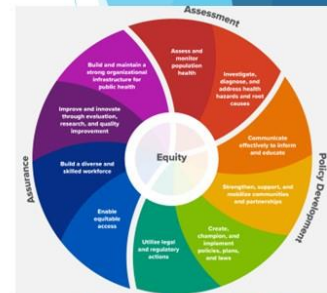 Assessment
Assess and
monitor
population
health
Investigate,
diagnose, and
address health
hazards and root
causes
Communicate
effectively to inform
and educate
Strengthen, support, and
mobilize communities
and partnerships
Policy Development
Create,
champion, and
implement
policies, plans,
and laws
Utilize legal
and regulatory
actions
Enable
equitable
access
Build a diverse and
skilled workforce
Assurance
Improve and innovate
through evaluation,
research, and quality
improvement
Build and maintain a
strong organizational
infrastructure for
public health
Equity